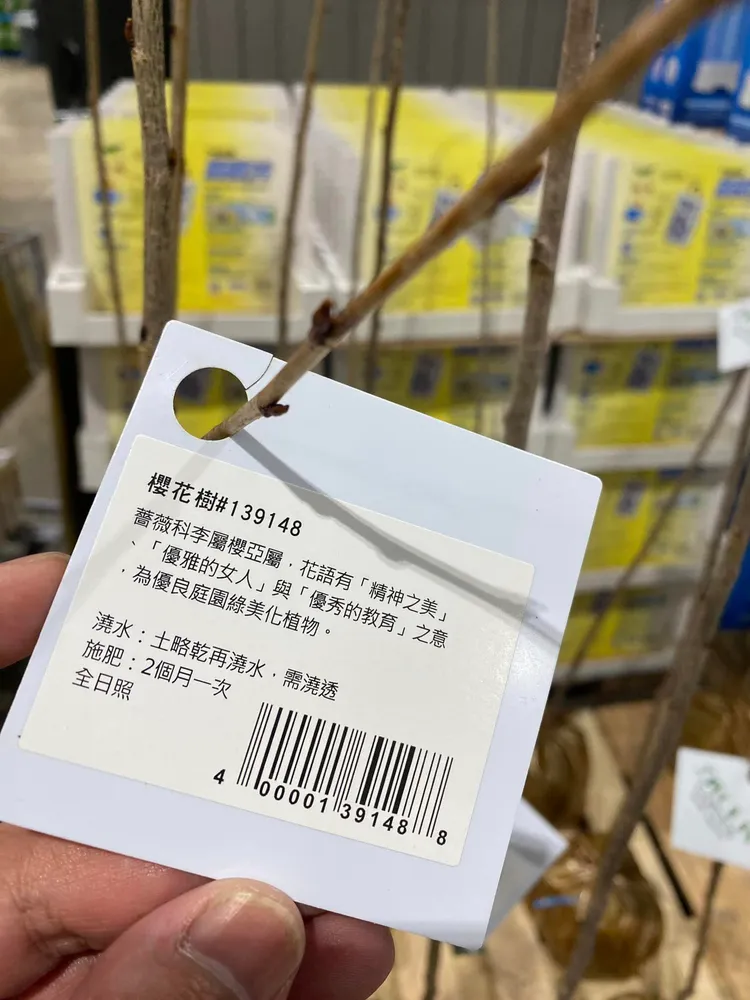 櫻花樹#139148
薔薇科李屬櫻亞屬，花語有「精神之美」
、「優雅的女人」與「優秀的教育」之意
，為優良庭園綠美化植物。
澆水：土略乾再澆水，需澆透
施肥：2個月一次
全日照
4 00001 39148 8